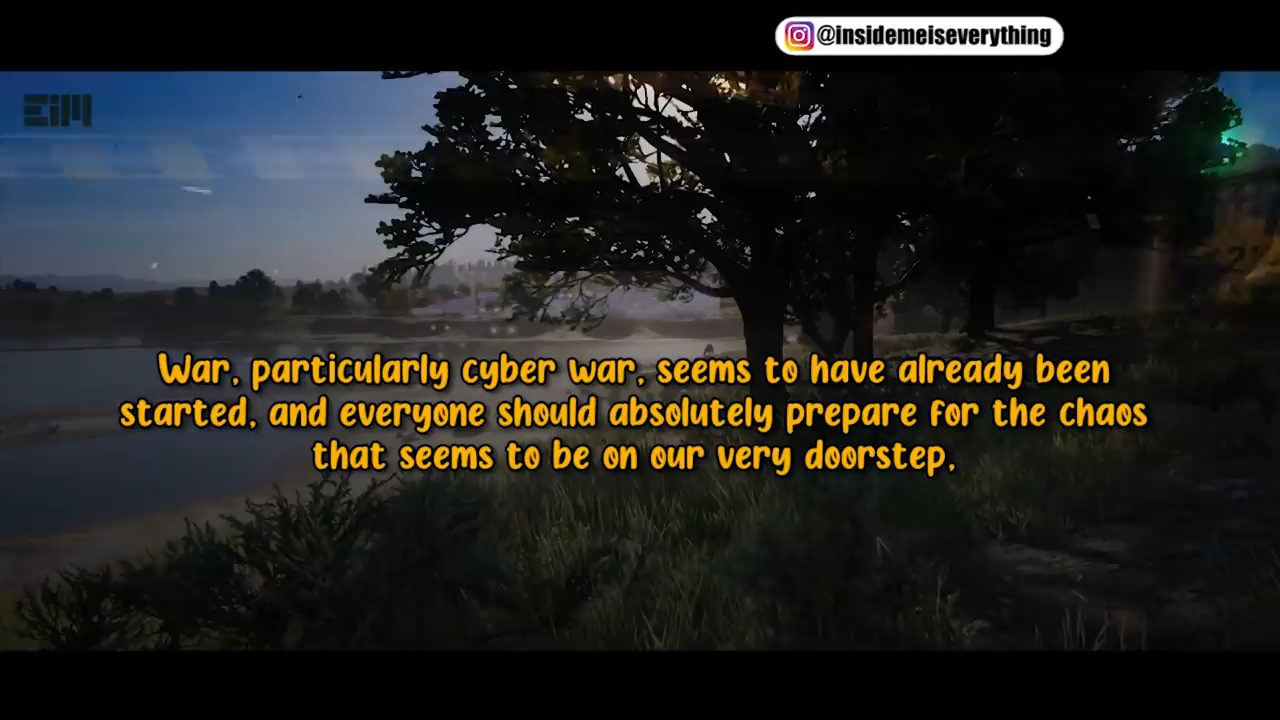 @insidemeiseverything
EiM
War, particularly cyber war, seems to have already been
started, and everyone should absolutely prepare for the chaos
that seems to be on our very doorstep,